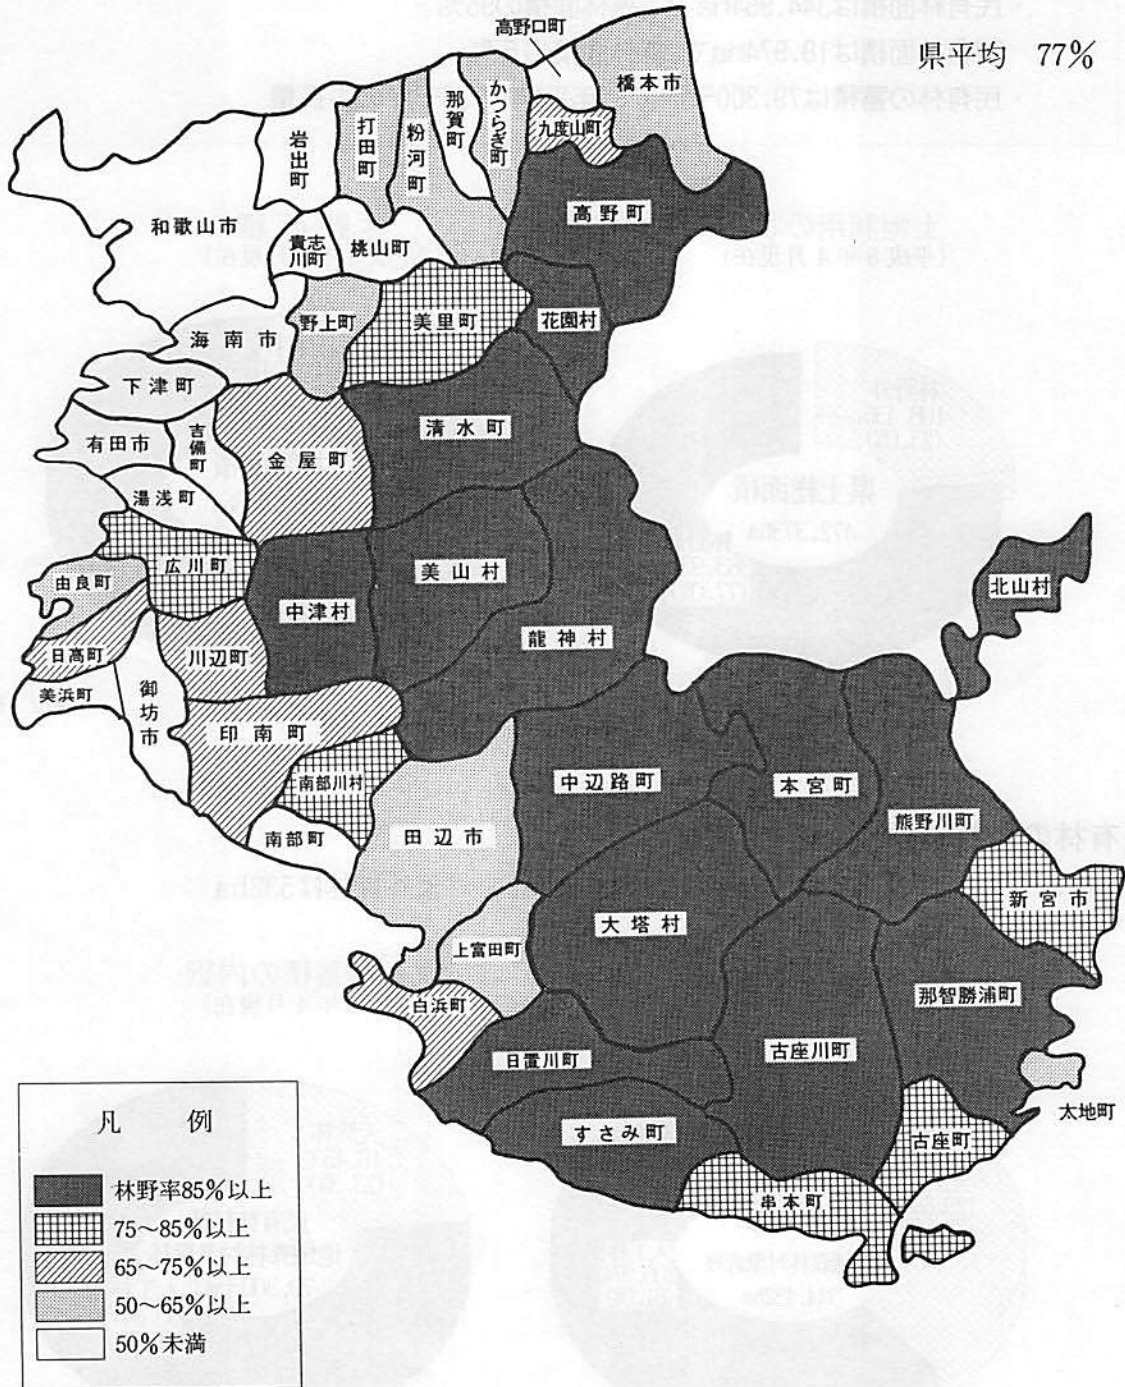 高野口町
県平均 77%
橋本市
かつらぎ町
那賀町
九度山町
打田町
粉河町
岩出町
高野町
和歌山市
貴志川町
桃山町
花園村
野上町
美里町
海南市
下津町
清水町
吉備町
有田市
金屋町
湯浅町
広川町
美山村
由良町
北山村
中津村
龍神村
日高町
川辺町
美浜町
御坊市
印南町
中辺路町
本宮町
南部川村
熊野川町
南部町
田辺市
新宮市
大塔村
上富田町
那智勝浦町
白浜町
日置川町
古座川町
太地町
すさみ町
古座町
串本町
凡 例
林野率85%以上
75~85%以上
65~75%以上
50~65%以上
50%未満